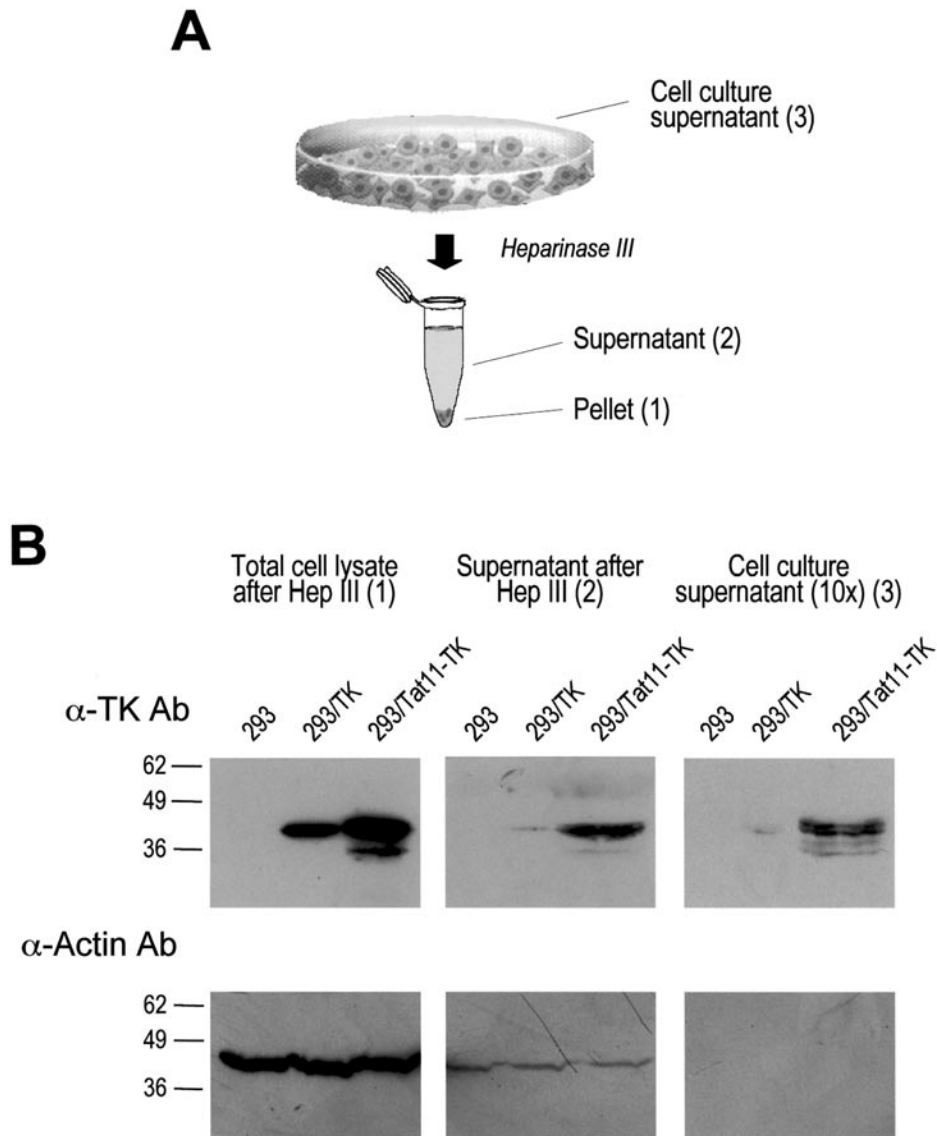 A
Cell culture
supernatant (3)
Heparinase III
Supernatant (2)
Pellet (1)
B
Total cell lysate
after Hep III (1)
Supernatant after
Hep III (2)
Cell culture
supernatant (10x) (3)
α-TK Ab
293
293/TK
293/Tat11-TK
293
293/TK
293/Tat11-TK
293
293/TK
293/Tat11-TK
62
49
36
α-Actin Ab
62
49
36